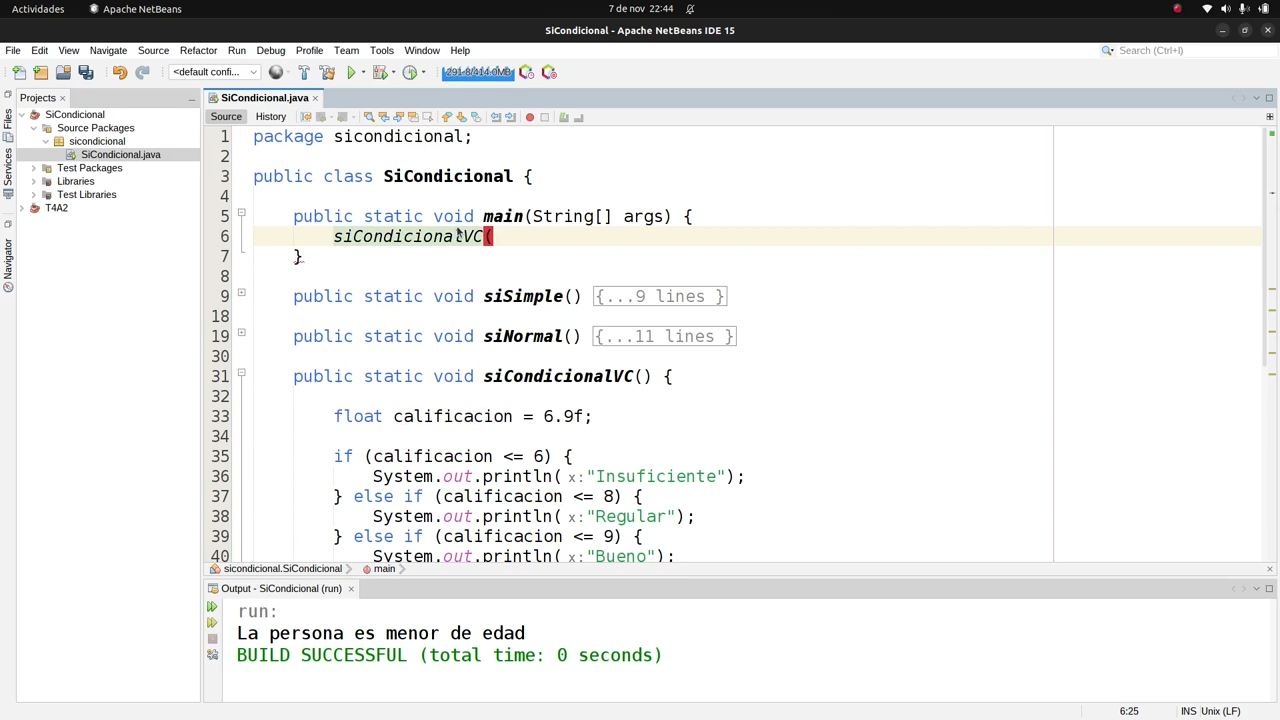 Actividades Apache NetBeans 7 de nov 22:44
SiCondicional - Apache NetBeans IDE 15
File Edit View Navigate Source Refactor Run Debug Profile Team Tools Window Help Search (Ctrl+I)
<default confi... 291.8/414.0MB
Projects SiCondicional.java
Source History
Files
Services
Navigator
SiCondicional
Source Packages
sicondicional
SiCondicional.java
Test Packages
Libraries
Test Libraries
T4A2
1 package sicondicional;
2
3 public class SiCondicional {
4
5 public static void main(String[] args) {
6 siCondicionalVC(
7 }
8
9 public static void siSimple() {...9 lines }
18
19 public static void siNormal() {...11 lines }
30
31 public static void siCondicionalVC() {
32
33 float calificacion = 6.9f;
34
35 if (calificacion <= 6) {
36 System.out.println(x:"Insuficiente");
37 } else if (calificacion <= 8) {
38 System.out.println(x:"Regular");
39 } else if (calificacion <= 9) {
40 System.out.println(x:"Bueno");
sicondicional.SiCondicional main
Output - SiCondicional (run)
run:
La persona es menor de edad
BUILD SUCCESSFUL (total time: 0 seconds)
6:25 INS Unix (LF)